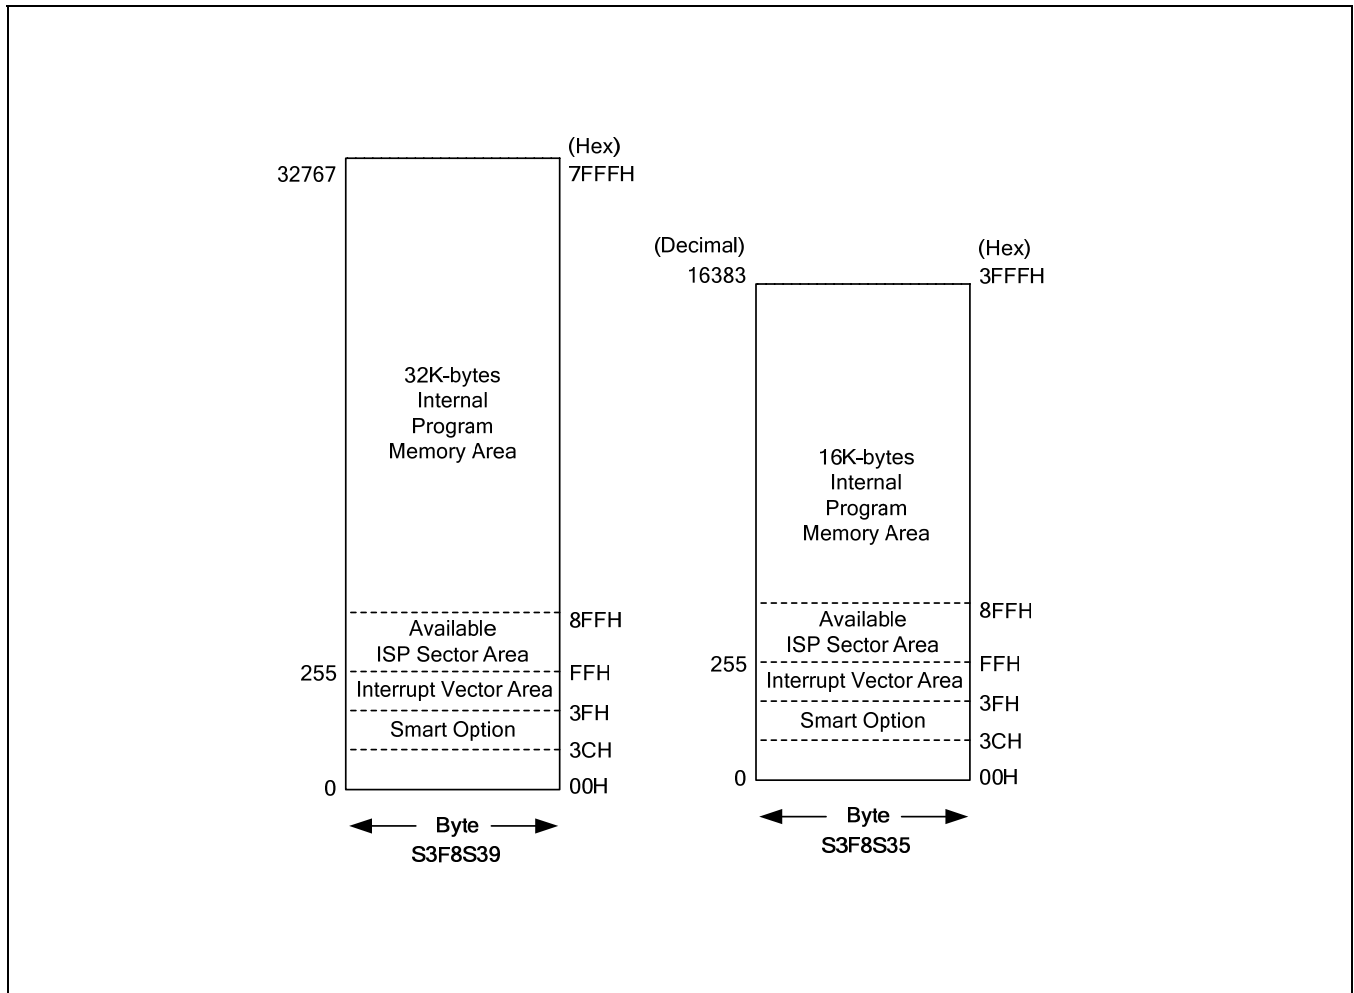 (Hex)
32767
7FFFH
32K-bytes
Internal
Program
Memory Area
8FFH
Available
ISP Sector Area
255
FFH
Interrupt Vector Area
3FH
Smart Option
3CH
0
00H
Byte
S3F8S39
(Decimal)
(Hex)
16383
3FFFH
16K-bytes
Internal
Program
Memory Area
8FFH
Available
ISP Sector Area
255
FFH
Interrupt Vector Area
3FH
Smart Option
3CH
0
00H
Byte
S3F8S35